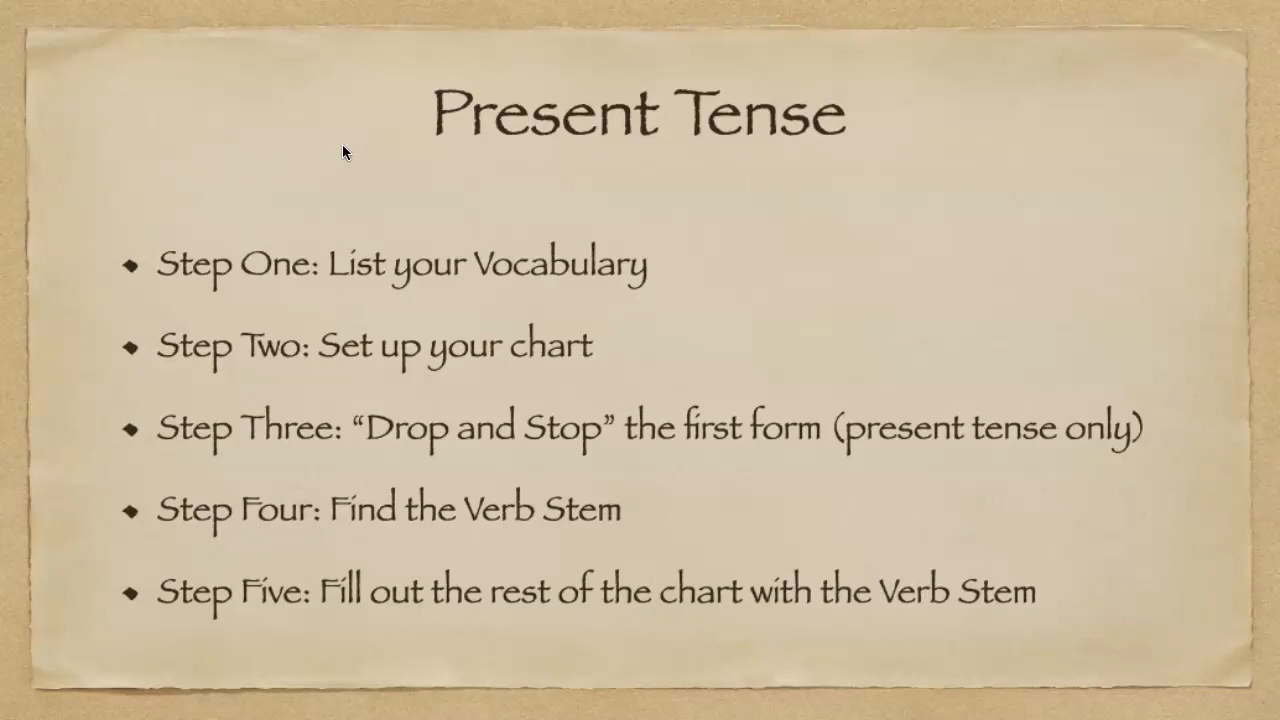 Present Tense
Step One: List your Vocabulary
Step Two: Set up your chart
Step Three: “Drop and Stop” the first form (present tense only)
Step Four: Find the Verb Stem
Step Five: Fill out the rest of the chart with the Verb Stem